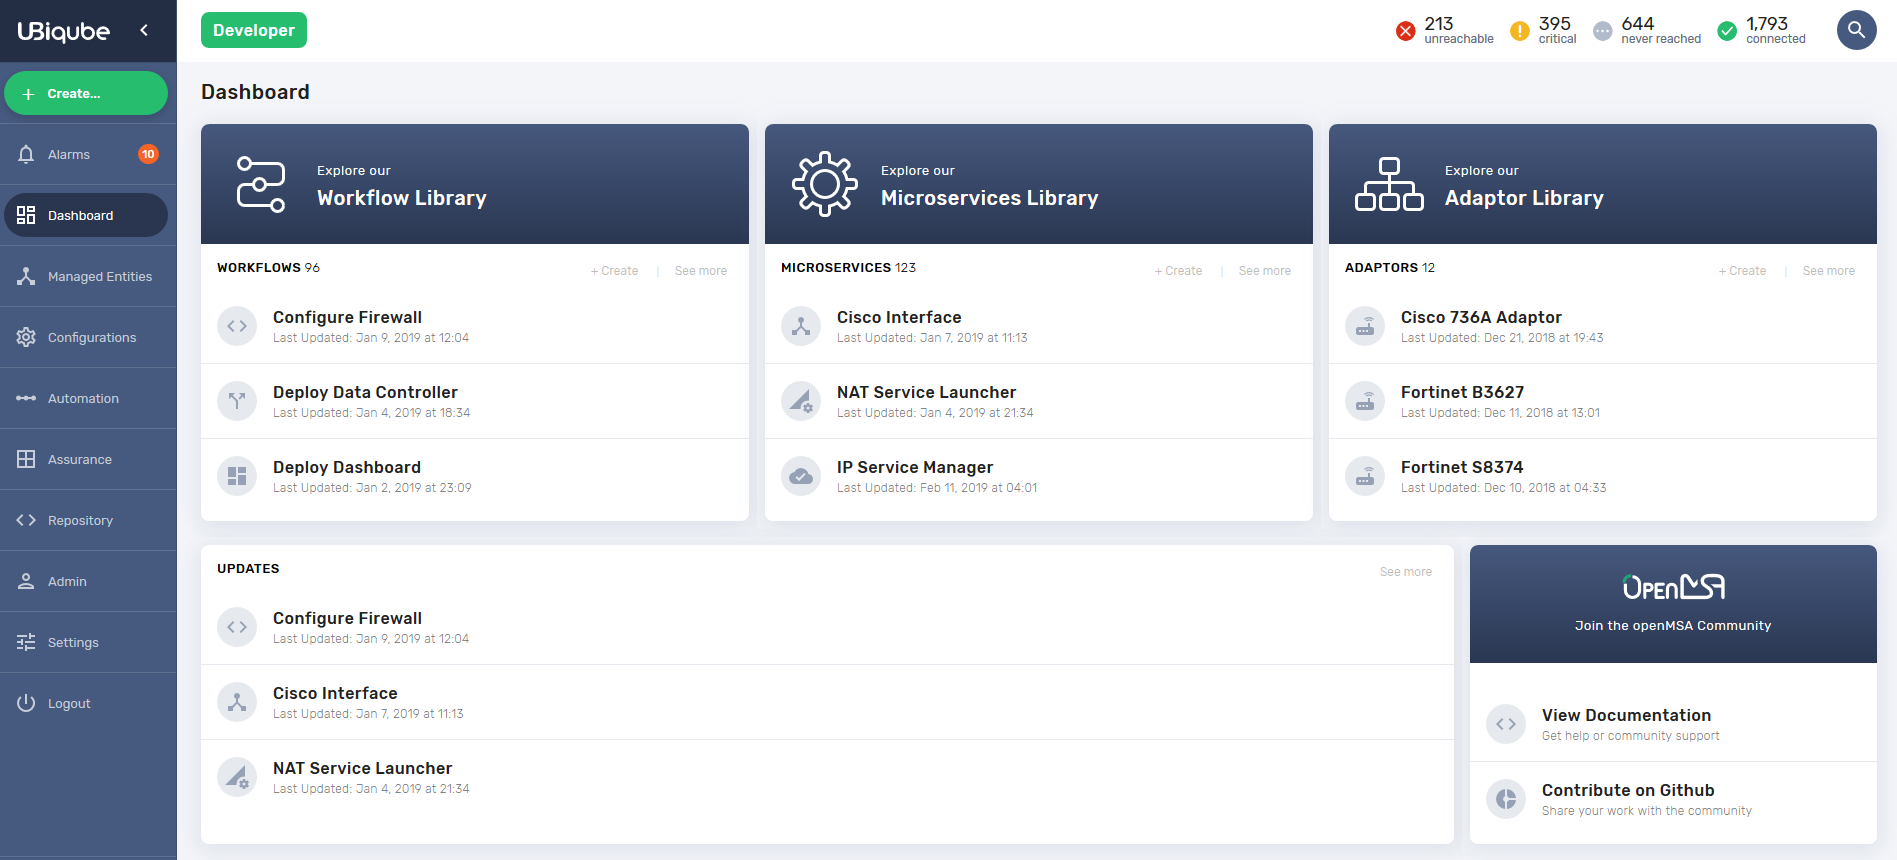 UBiqube
Developer
213
unreachable
395
critical
644
never reached
1,793
connected
+ Create...
Alarms 10
Dashboard
Managed Entities
Configurations
Automation
Assurance
Repository
Admin
Settings
Logout
Dashboard
Explore our
Workflow Library
WORKFLOWS 96
+ Create | See more
Configure Firewall
Last Updated: Jan 9, 2019 at 12:04
Deploy Data Controller
Last Updated: Jan 4, 2019 at 18:34
Deploy Dashboard
Last Updated: Jan 2, 2019 at 23:09
Explore our
Microservices Library
MICROSERVICES 123
+ Create | See more
Cisco Interface
Last Updated: Jan 7, 2019 at 11:13
NAT Service Launcher
Last Updated: Jan 4, 2019 at 21:34
IP Service Manager
Last Updated: Feb 11, 2019 at 04:01
Explore our
Adaptor Library
ADAPTORS 12
+ Create | See more
Cisco 736A Adaptor
Last Updated: Dec 21, 2018 at 19:43
Fortinet B3627
Last Updated: Dec 11, 2018 at 13:01
Fortinet S8374
Last Updated: Dec 10, 2018 at 04:33
UPDATES
See more
Configure Firewall
Last Updated: Jan 9, 2019 at 12:04
Cisco Interface
Last Updated: Jan 7, 2019 at 11:13
NAT Service Launcher
Last Updated: Jan 4, 2019 at 21:34
OPENMSA
Join the openMSA Community
View Documentation
Get help or community support
Contribute on Github
Share your work with the community